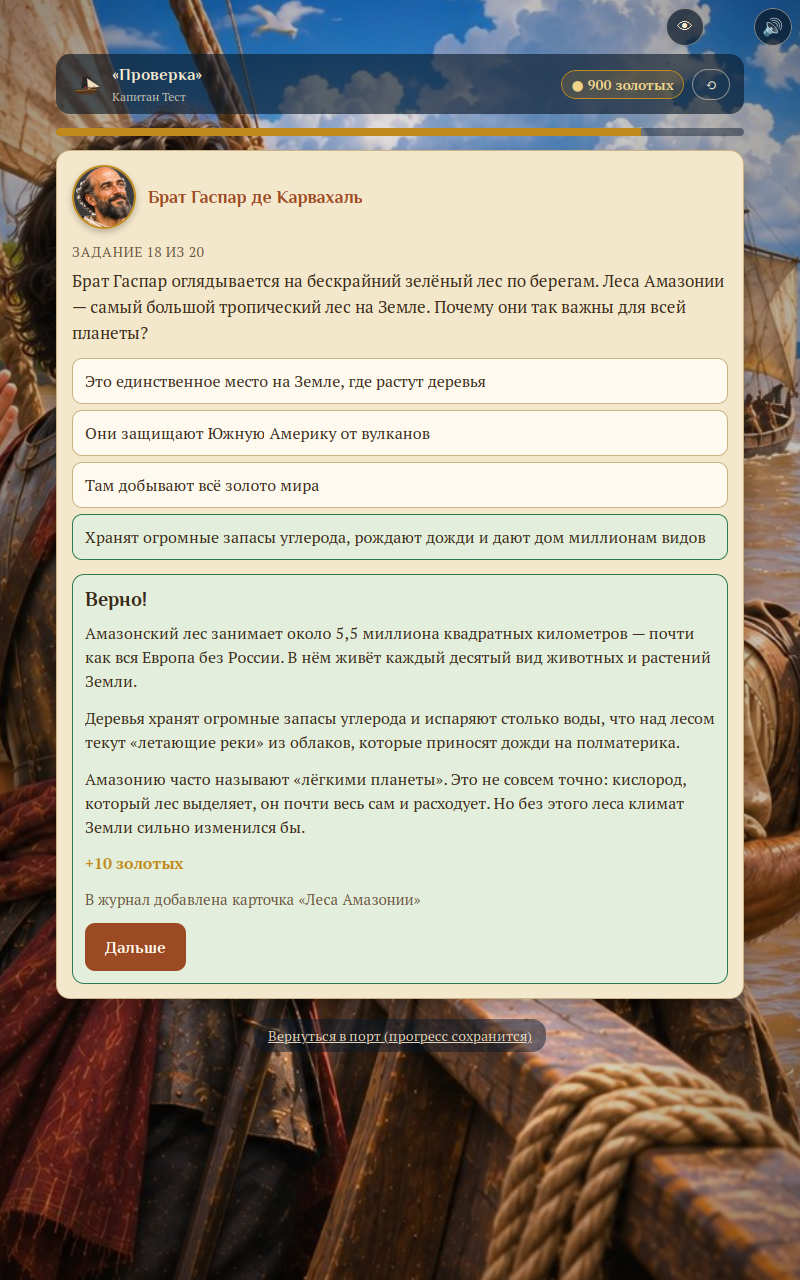 «Проверка»
Капитан Тест
900 золотых
Брат Гаспар де Карвахаль
ЗАДАНИЕ 18 ИЗ 20
Брат Гаспар оглядывается на бескрайний зелёный лес по берегам. Леса Амазонии
— самый большой тропический лес на Земле. Почему они так важны для всей
планеты?
Это единственное место на Земле, где растут деревья
Они защищают Южную Америку от вулканов
Там добывают всё золото мира
Хранят огромные запасы углерода, рождают дожди и дают дом миллионам видов
Верно!
Амазонский лес занимает около 5,5 миллиона квадратных километров — почти
как вся Европа без России. В нём живёт каждый десятый вид животных и растений
Земли.
Деревья хранят огромные запасы углерода и испаряют столько воды, что над лесом
текут «летающие реки» из облаков, которые приносят дожди на полматерика.
Амазонию часто называют «лёгкими планеты». Это не совсем точно: кислород,
который лес выделяет, он почти весь сам и расходует. Но без этого леса климат
Земли сильно изменился бы.
+10 золотых
В журнал добавлена карточка «Леса Амазонии»
Дальше
Вернуться в порт (прогресс сохранится)